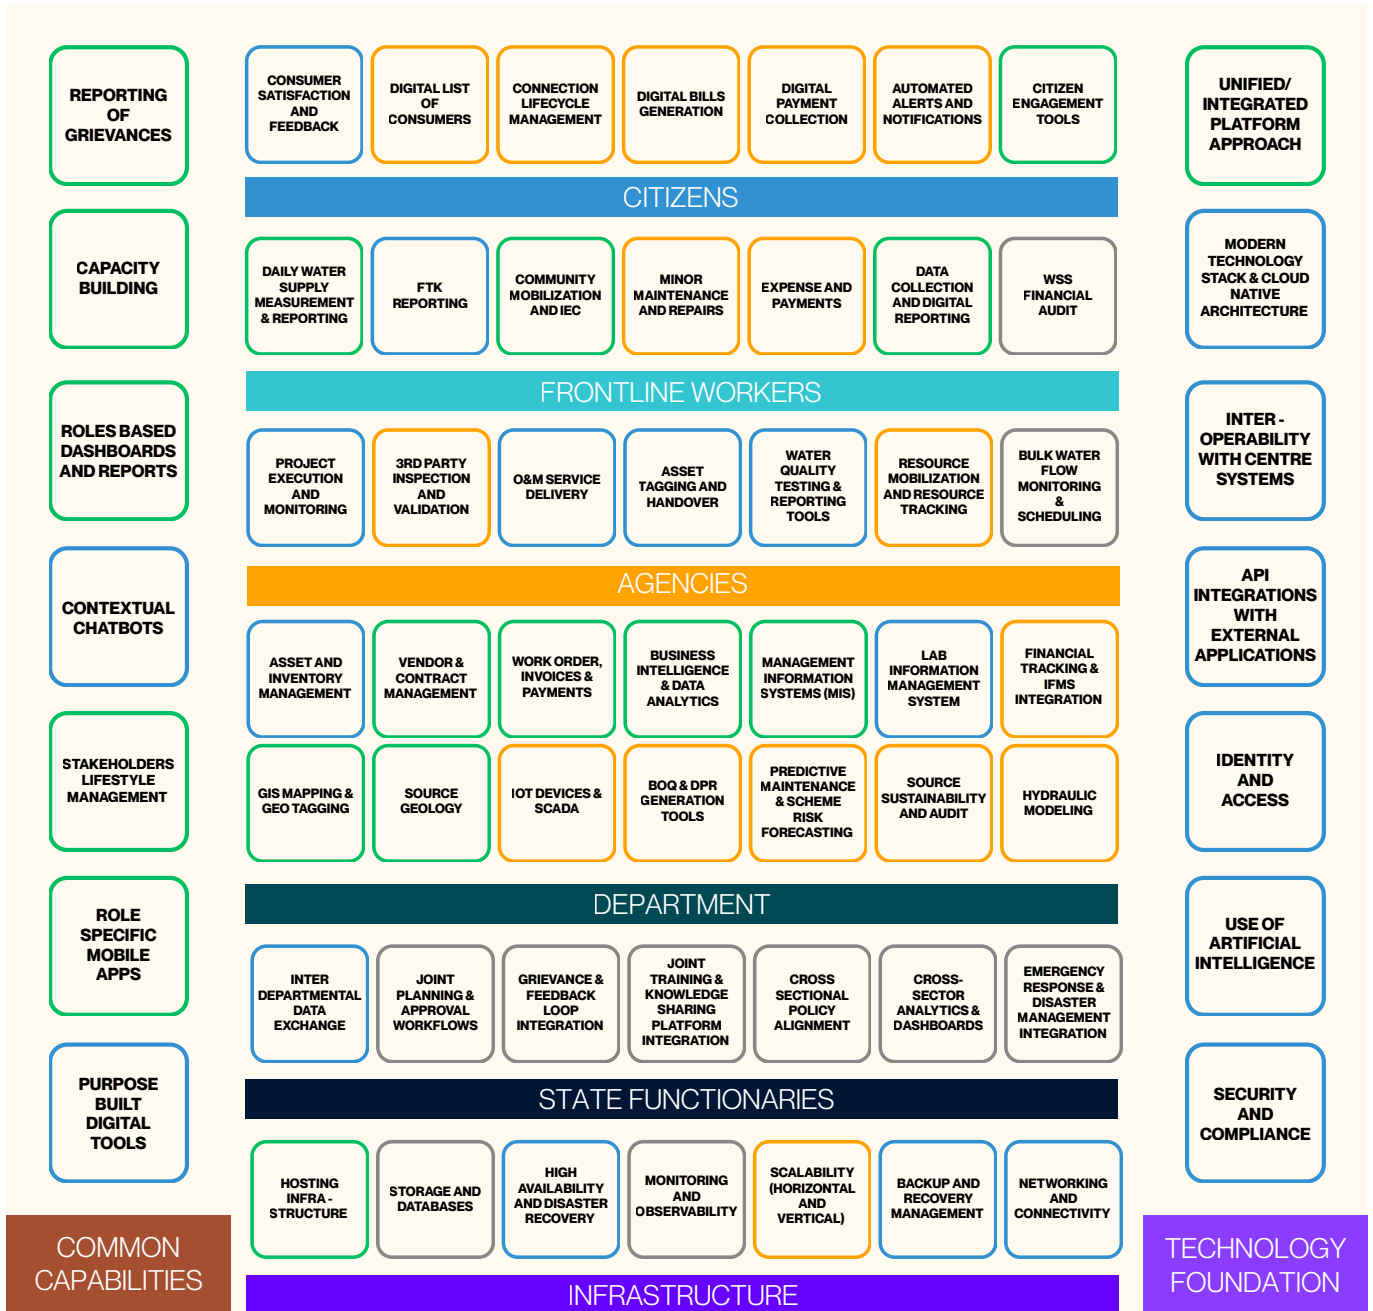 REPORTING
OF
GRIEVANCES
CAPACITY
BUILDING
ROLES BASED
DASHBOARDS
AND REPORTS
CONTEXTUAL
CHATBOTS
STAKEHOLDERS
LIFESTYLE
MANAGEMENT
ROLE
SPECIFIC
MOBILE
APPS
PURPOSE
BUILT
DIGITAL
TOOLS
COMMON
CAPABILITIES
CONSUMER
SATISFACTION
AND
FEEDBACK
DIGITAL LIST
OF
CONSUMERS
CONNECTION
LIFECYCLE
MANAGEMENT
DIGITAL BILLS
GENERATION
DIGITAL
PAYMENT
COLLECTION
AUTOMATED
ALERTS AND
NOTIFICATIONS
CITIZEN
ENGAGEMENT
TOOLS
CITIZENS
DAILY WATER
SUPPLY
MEASUREMENT
& REPORTING
FTK
REPORTING
COMMUNITY
MOBILIZATION
AND IEC
MINOR
MAINTENANCE
AND REPAIRS
EXPENSE AND
PAYMENTS
DATA
COLLECTION
AND DIGITAL
REPORTING
WSS
FINANCIAL
AUDIT
FRONTLINE WORKERS
PROJECT
EXECUTION
AND
MONITORING
3RD PARTY
INSPECTION
AND
VALIDATION
O&M SERVICE
DELIVERY
ASSET
TAGGING AND
HANDOVER
WATER
QUALITY
TESTING &
REPORTING
TOOLS
RESOURCE
MOBILIZATION
AND RESOURCE
TRACKING
BULK WATER
FLOW
MONITORING
&
SCHEDULING
AGENCIES
ASSET AND
INVENTORY
MANAGEMENT
VENDOR &
CONTRACT
MANAGEMENT
WORK ORDER,
INVOICES &
PAYMENTS
BUSINESS
INTELLIGENCE
& DATA
ANALYTICS
MANAGEMENT
INFORMATION
SYSTEMS (MIS)
LAB
INFORMATION
MANAGEMENT
SYSTEM
FINANCIAL
TRACKING &
IFMS
INTEGRATION
GIS MAPPING &
GEO TAGGING
SOURCE
GEOLOGY
IOT DEVICES &
SCADA
BOQ & DPR
GENERATION
TOOLS
PREDICTIVE
MAINTENANCE
& SCHEME
RISK
FORECASTING
SOURCE
SUSTAINABILITY
AND AUDIT
HYDRAULIC
MODELING
DEPARTMENT
INTER
DEPARTMENTAL
DATA
EXCHANGE
JOINT
PLANNING &
APPROVAL
WORKFLOWS
GRIEVANCE &
FEEDBACK
LOOP
INTEGRATION
JOINT
TRAINING &
KNOWLEDGE
SHARING
PLATFORM
INTEGRATION
CROSS
SECTIONAL
POLICY
ALIGNMENT
CROSS-
SECTOR
ANALYTICS &
DASHBOARDS
EMERGENCY
RESPONSE &
DISASTER
MANAGEMENT
INTEGRATION
STATE FUNCTIONARIES
HOSTING
INFRA -
STRUCTURE
STORAGE AND
DATABASES
HIGH
AVAILABILITY
AND DISASTER
RECOVERY
MONITORING
AND
OBSERVABILITY
SCALABILITY
(HORIZONTAL
AND
VERTICAL)
BACKUP AND
RECOVERY
MANAGEMENT
NETWORKING
AND
CONNECTIVITY
INFRASTRUCTURE
UNIFIED/
INTEGRATED
PLATFORM
APPROACH
MODERN
TECHNOLOGY
STACK & CLOUD
NATIVE
ARCHITECTURE
INTER -
OPERABILITY
WITH CENTRE
SYSTEMS
API
INTEGRATIONS
WITH
EXTERNAL
APPLICATIONS
IDENTITY
AND
ACCESS
USE OF
ARTIFICIAL
INTELLIGENCE
SECURITY
AND
COMPLIANCE
TECHNOLOGY
FOUNDATION